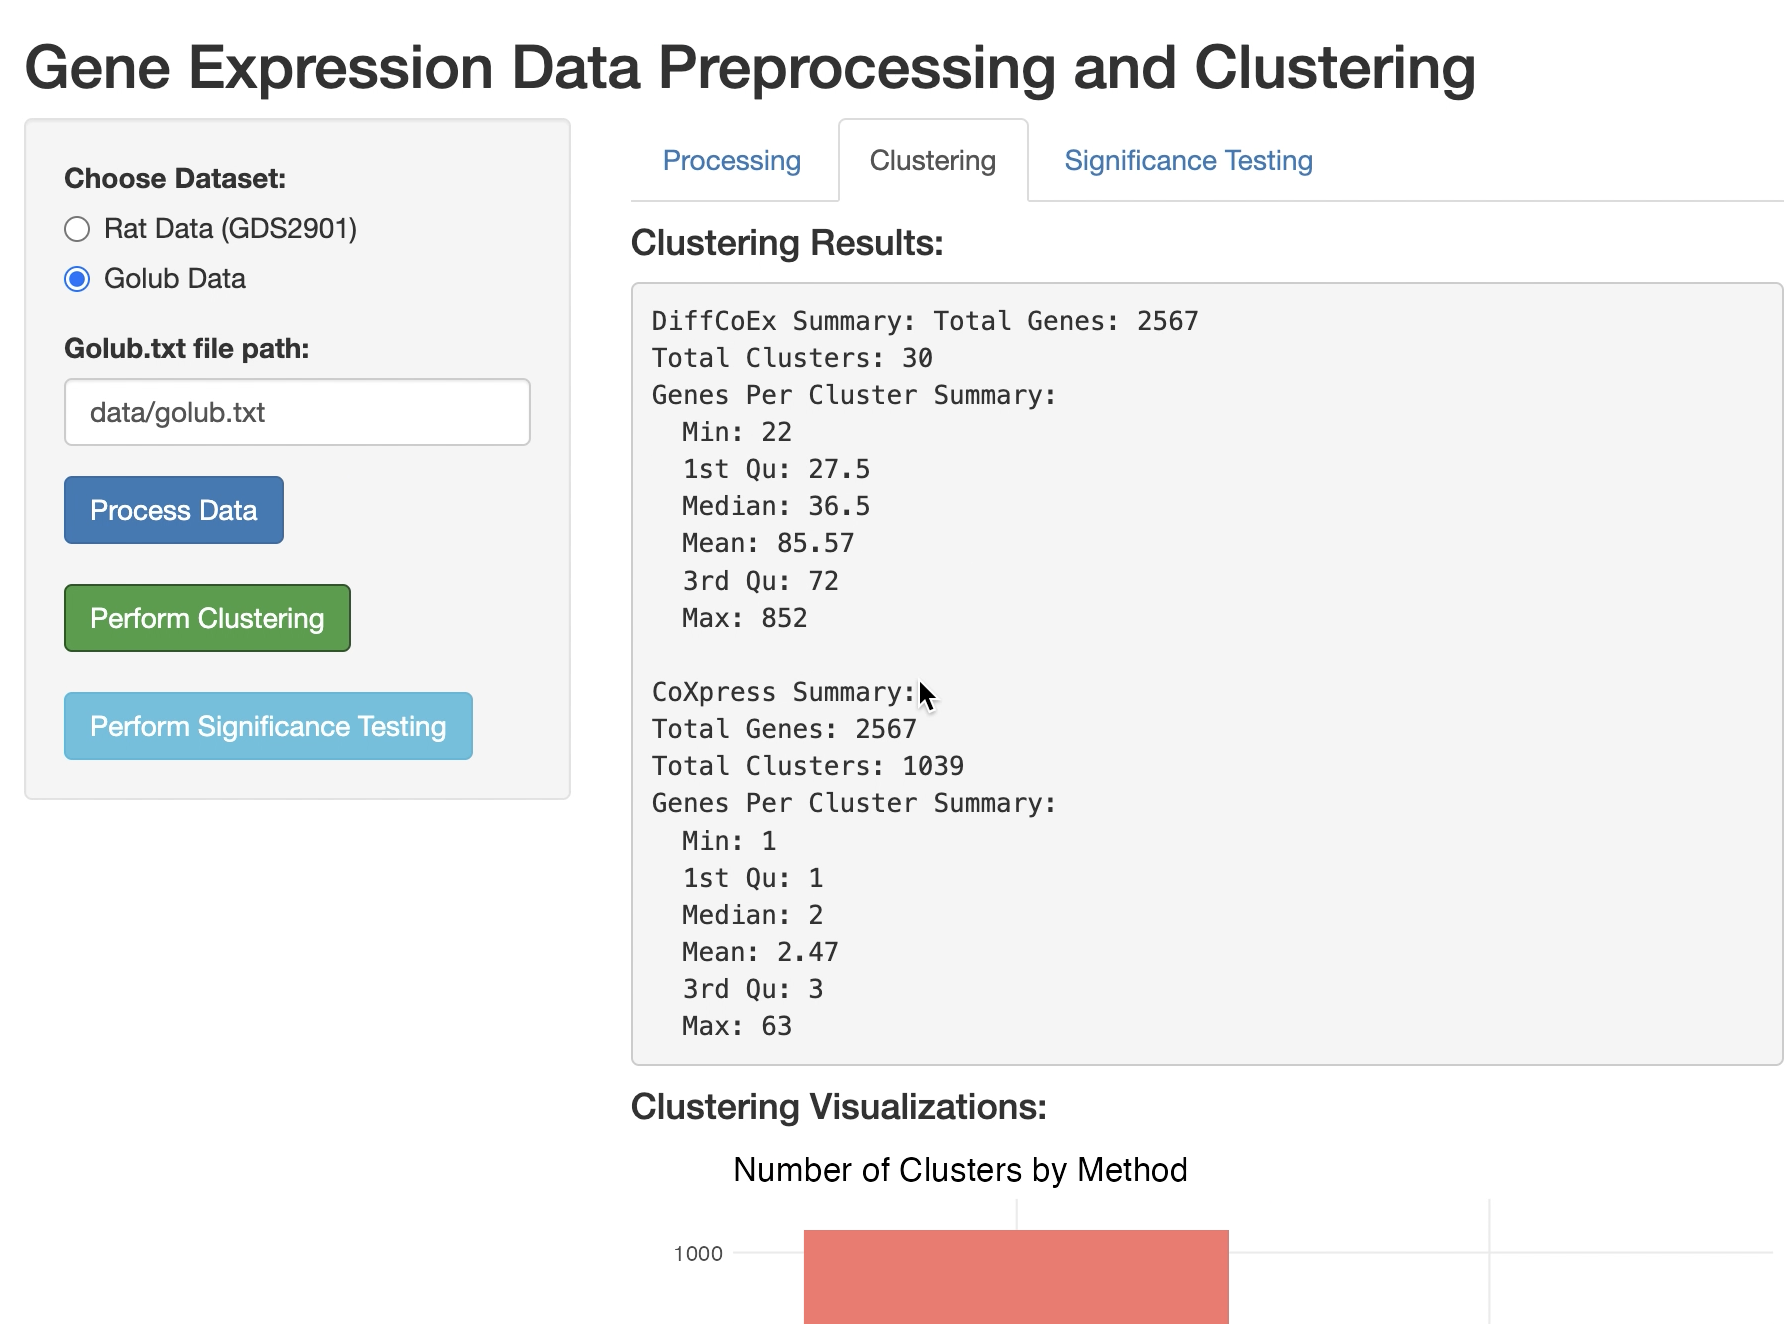 Gene Expression Data Preprocessing and Clustering
Choose Dataset:
Rat Data (GDS2901)
Golub Data
Golub.txt file path:
data/golub.txt
Process Data
Perform Clustering
Perform Significance Testing
Processing
Clustering
Significance Testing
Clustering Results:
DiffCoEx Summary: Total Genes: 2567
Total Clusters: 30
Genes Per Cluster Summary:
Min: 22
1st Qu: 27.5
Median: 36.5
Mean: 85.57
3rd Qu: 72
Max: 852
CoXpress Summary:
Total Genes: 2567
Total Clusters: 1039
Genes Per Cluster Summary:
Min: 1
1st Qu: 1
Median: 2
Mean: 2.47
3rd Qu: 3
Max: 63
Clustering Visualizations:
Number of Clusters by Method
1000